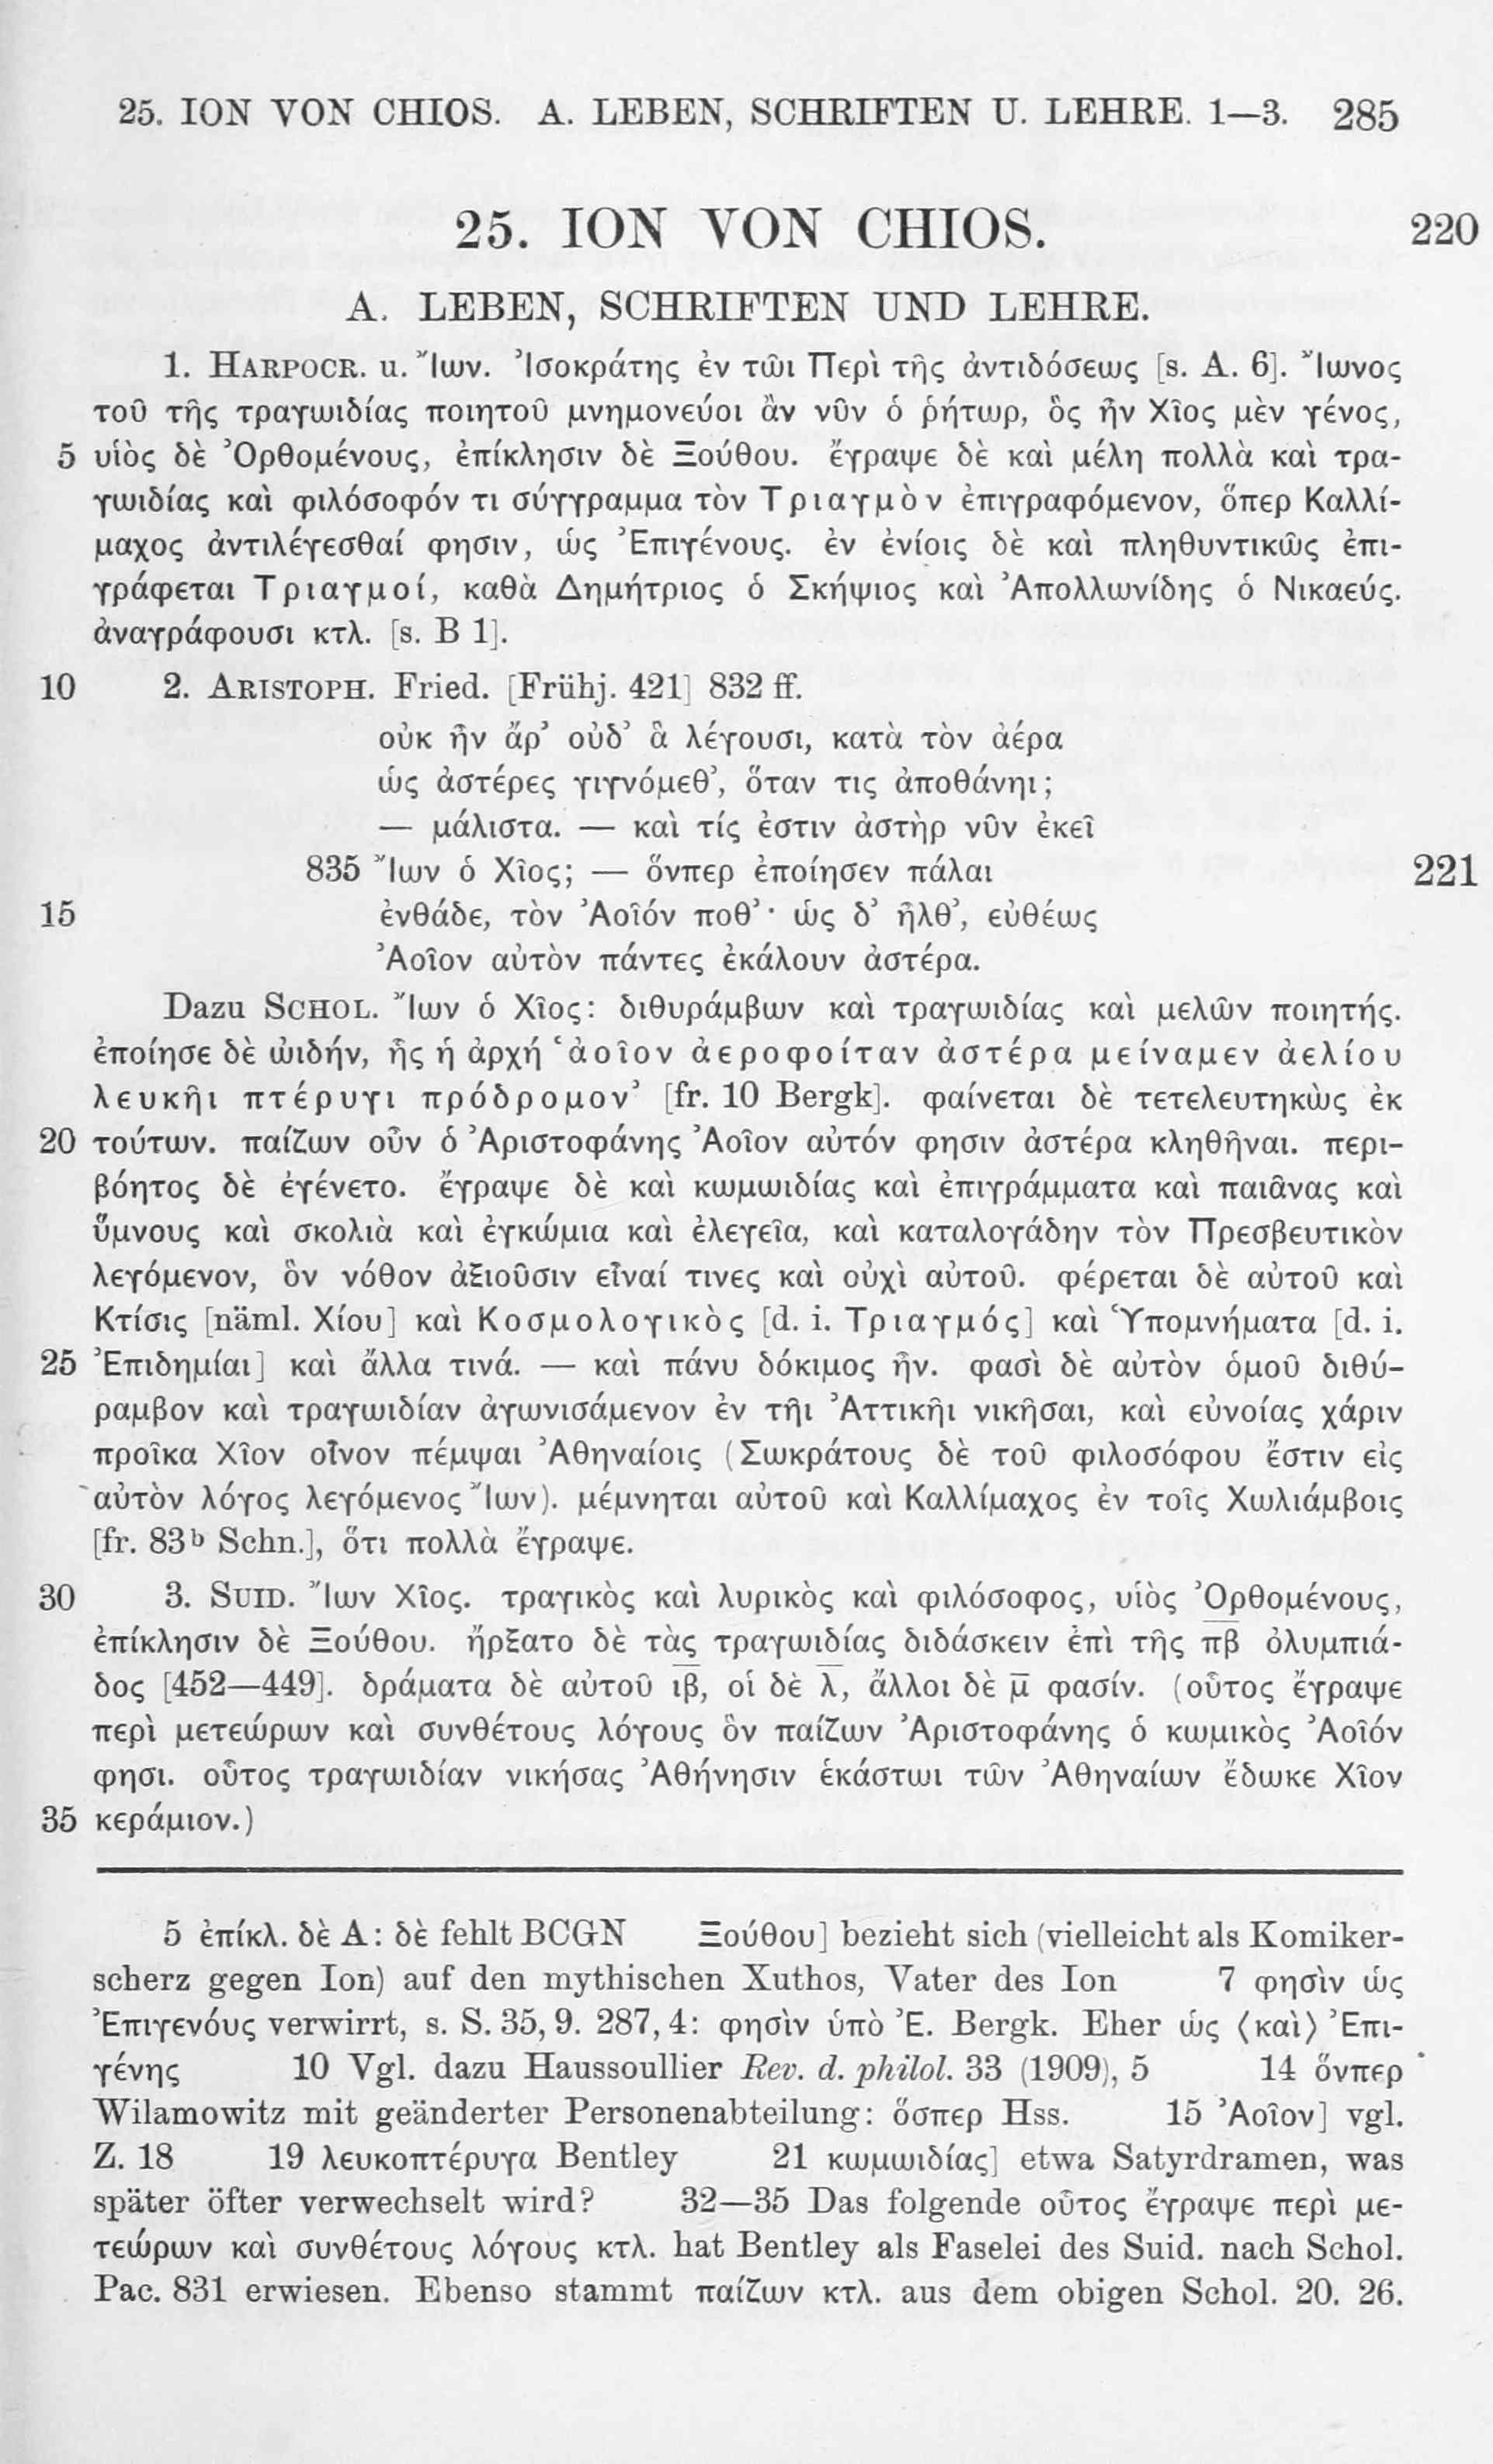 25. ION VON CHIOS. A. LEBEN, SCHRIFTEN U. LEHRE. 1—3. 285
25. ION VON CHIOS. 220
A. LEBEN, SCHRIFTEN UND LEHRE.
1. HARPOCR. u. Ἴων. Ἰσοκράτης ἐν τῶι Περὶ τῆς ἀντιδόσεως [s. A. 6]. Ἴωνος
τοῦ τῆς τραγωιδίας ποιητοῦ μνημονεύοι ἂν νῦν ὁ ῥήτωρ, ὃς ἦν Χῖος μὲν γένος,
5 υἱὸς δὲ Ὀρθομένους, ἐπίκλησιν δὲ Ξούθου. ἔγραψε δὲ καὶ μέλη πολλὰ καὶ τρα-
γωιδίας καὶ φιλόσοφόν τι σύγγραμμα τὸν Τριαγμὸν ἐπιγραφόμενον, ὅπερ Καλλί-
μαχος ἀντιλέγεσθαί φησιν, ὡς Ἐπιγένους. ἐν ἐνίοις δὲ καὶ πληθυντικῶς ἐπι-
γράφεται Τριαγμοί, καθὰ Δημήτριος ὁ Σκήψιος καὶ Ἀπολλωνίδης ὁ Νικαεύς.
ἀναγράφουσι κτλ. [s. B 1].
10 2. ARISTOPH. Fried. [Frühj. 421] 832 ff.
οὐκ ἦν ἄρ’ οὐδ’ ἃ λέγουσι, κατὰ τὸν ἀέρα
ὡς ἀστέρες γιγνόμεθ’, ὅταν τις ἀποθάνηι;
— μάλιστα. — καὶ τίς ἐστιν ἀστὴρ νῦν ἐκεῖ
835 Ἴων ὁ Χῖος; — ὅνπερ ἐποίησεν πάλαι 221
15 ἐνθάδε, τὸν Ἀοῖόν ποθ’· ὡς δ’ ἦλθ’, εὐθέως
Ἀοῖον αὐτὸν πάντες ἐκάλουν ἀστέρα.
Dazu SCHOL. Ἴων ὁ Χῖος: διθυράμβων καὶ τραγωιδίας καὶ μελῶν ποιητής.
ἐποίησε δὲ ὠιδήν, ἧς ἡ ἀρχή ‘ἀοῖον ἀεροφοίταν ἀστέρα μείναμεν ἀελίου
λευκῆι πτέρυγι πρόδρομον’ [fr. 10 Bergk]. φαίνεται δὲ τετελευτηκὼς ἐκ
20 τούτων. παίζων οὖν ὁ Ἀριστοφάνης Ἀοῖον αὐτόν φησιν ἀστέρα κληθῆναι. περι-
βόητος δὲ ἐγένετο. ἔγραψε δὲ καὶ κωμωιδίας καὶ ἐπιγράμματα καὶ παιᾶνας καὶ
ὕμνους καὶ σκολιὰ καὶ ἐγκώμια καὶ ἐλεγεῖα, καὶ καταλογάδην τὸν Πρεσβευτικὸν
λεγόμενον, ὃν νόθον ἀξιοῦσιν εἶναί τινες καὶ οὐχὶ αὐτοῦ. φέρεται δὲ αὐτοῦ καὶ
Κτίσις [näml. Χίου] καὶ Κοσμολογικὸς [d. i. Τριαγμός] καὶ Ὑπομνήματα [d. i.
25 Ἐπιδημίαι] καὶ ἄλλα τινά. — καὶ πάνυ δόκιμος ἦν. φασὶ δὲ αὐτὸν ὁμοῦ διθύ-
ραμβον καὶ τραγωιδίαν ἀγωνισάμενον ἐν τῆι Ἀττικῆι νικῆσαι, καὶ εὐνοίας χάριν
προῖκα Χῖον οἶνον πέμψαι Ἀθηναίοις (Σωκράτους δὲ τοῦ φιλοσόφου ἔστιν εἰς
αὐτὸν λόγος λεγόμενος Ἴων). μέμνηται αὐτοῦ καὶ Καλλίμαχος ἐν τοῖς Χωλιάμβοις
[fr. 83ᵇ Schn.], ὅτι πολλὰ ἔγραψε.
30 3. SUID. Ἴων Χῖος. τραγικὸς καὶ λυρικὸς καὶ φιλόσοφος, υἱὸς Ὀρθομένους,
ἐπίκλησιν δὲ Ξούθου. ἤρξατο δὲ τὰς τραγωιδίας διδάσκειν ἐπὶ τῆς π̅β̅ ὀλυμπιά-
δος [452—449]. δράματα δὲ αὐτοῦ ι̅β̅, οἱ δὲ λ̅, ἄλλοι δὲ μ̅ φασίν. (οὗτος ἔγραψε
περὶ μετεώρων καὶ συνθέτους λόγους ὃν παίζων Ἀριστοφάνης ὁ κωμικὸς Ἀοῖόν
φησι. οὗτος τραγωιδίαν νικήσας Ἀθήνησιν ἑκάστωι τῶν Ἀθηναίων ἔδωκε Χῖον
35 κεράμιον.)
5 ἐπίκλ. δὲ A: δὲ fehlt BCGN Ξούθου] bezieht sich (vielleicht als Komiker-
scherz gegen Ion) auf den mythischen Xuthos, Vater des Ion 7 φησὶν ὡς
Ἐπιγενόυς verwirrt, s. S. 35, 9. 287, 4: φησὶν ὑπὸ Ἐ. Bergk. Eher ὡς ⟨καὶ⟩ Ἐπι-
γένης 10 Vgl. dazu Haussoullier Rev. d. philol. 33 (1909), 5 14 ὅνπερ
Wilamowitz mit geänderter Personenabteilung: ὅσπερ Hss. 15 Ἀοῖον] vgl.
Z. 18 19 λευκοπτέρυγα Bentley 21 κωμωιδίας] etwa Satyrdramen, was
später öfter verwechselt wird? 32—35 Das folgende οὗτος ἔγραψε περὶ με-
τεώρων καὶ συνθέτους λόγους κτλ. hat Bentley als Faselei des Suid. nach Schol.
Pac. 831 erwiesen. Ebenso stammt παίζων κτλ. aus dem obigen Schol. 20. 26.